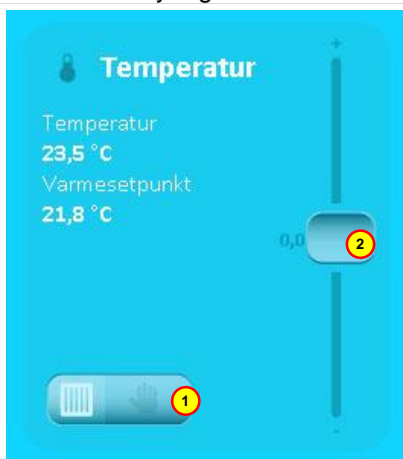 Temperatur
+
Temperatur
23,5 °C
Varmesetpunkt
21,8 °C
0,0
2
1
-